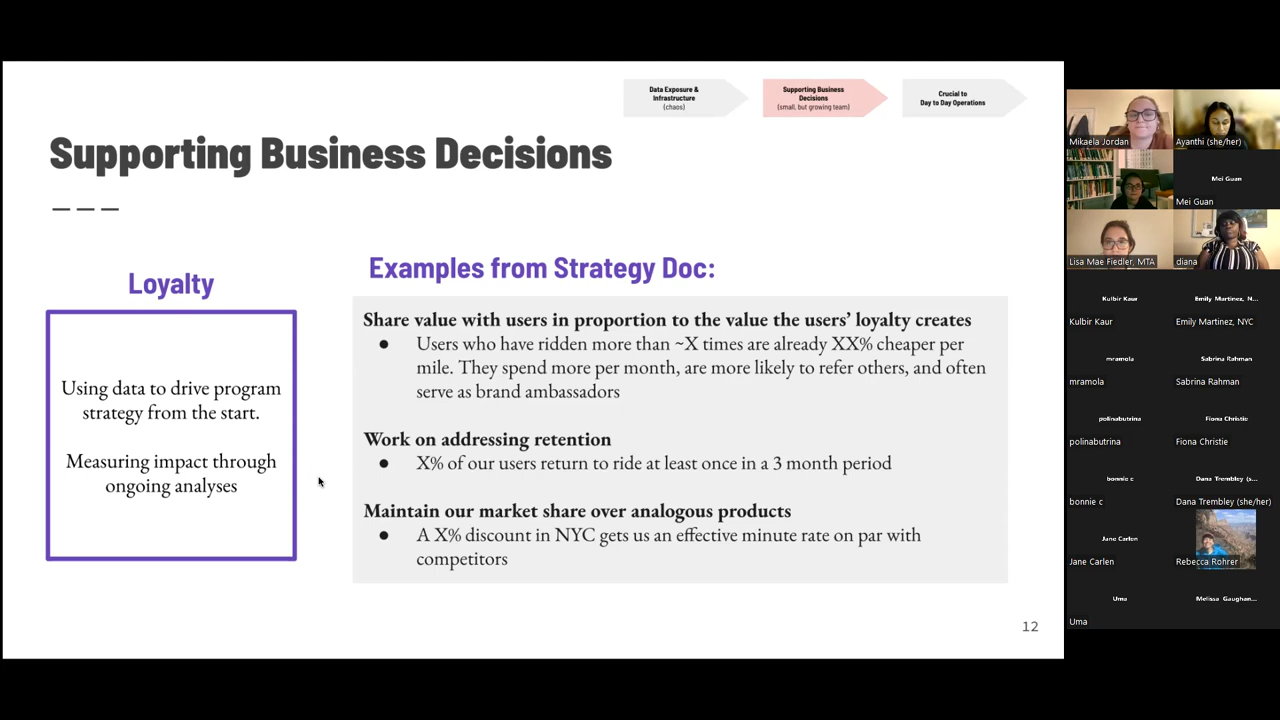 Data Exposure &
Infrastructure
(chaos)
Supporting Business
Decisions
(small, but growing team)
Crucial to
Day to Day Operations
Supporting Business Decisions
Loyalty
Using data to drive program
strategy from the start.
Measuring impact through
ongoing analyses
Examples from Strategy Doc:
Share value with users in proportion to the value the users’ loyalty creates
● Users who have ridden more than ~X times are already XX% cheaper per
mile. They spend more per month, are more likely to refer others, and often
serve as brand ambassadors
Work on addressing retention
● X% of our users return to ride at least once in a 3 month period
Maintain our market share over analogous products
● A X% discount in NYC gets us an effective minute rate on par with
competitors
12
Mikaela Jordan
Ayanthi (she/her)
Mei Guan
Mei Guan
Lisa Mae Fiedler, MTA
diana
Kulbir Kaur
Emily Martinez, N...
Kulbir Kaur
Emily Martinez, NYC
mramola
Sabrina Rahman
mramola
Sabrina Rahman
polinabutrina
Fiona Christie
polinabutrina
Fiona Christie
bonnie c
Dana Trembley (s...
bonnie c
Dana Trembley (she/her)
Jane Carlen
Jane Carlen
Rebecca Rohrer
Uma
Melissa Gaughan...
Uma